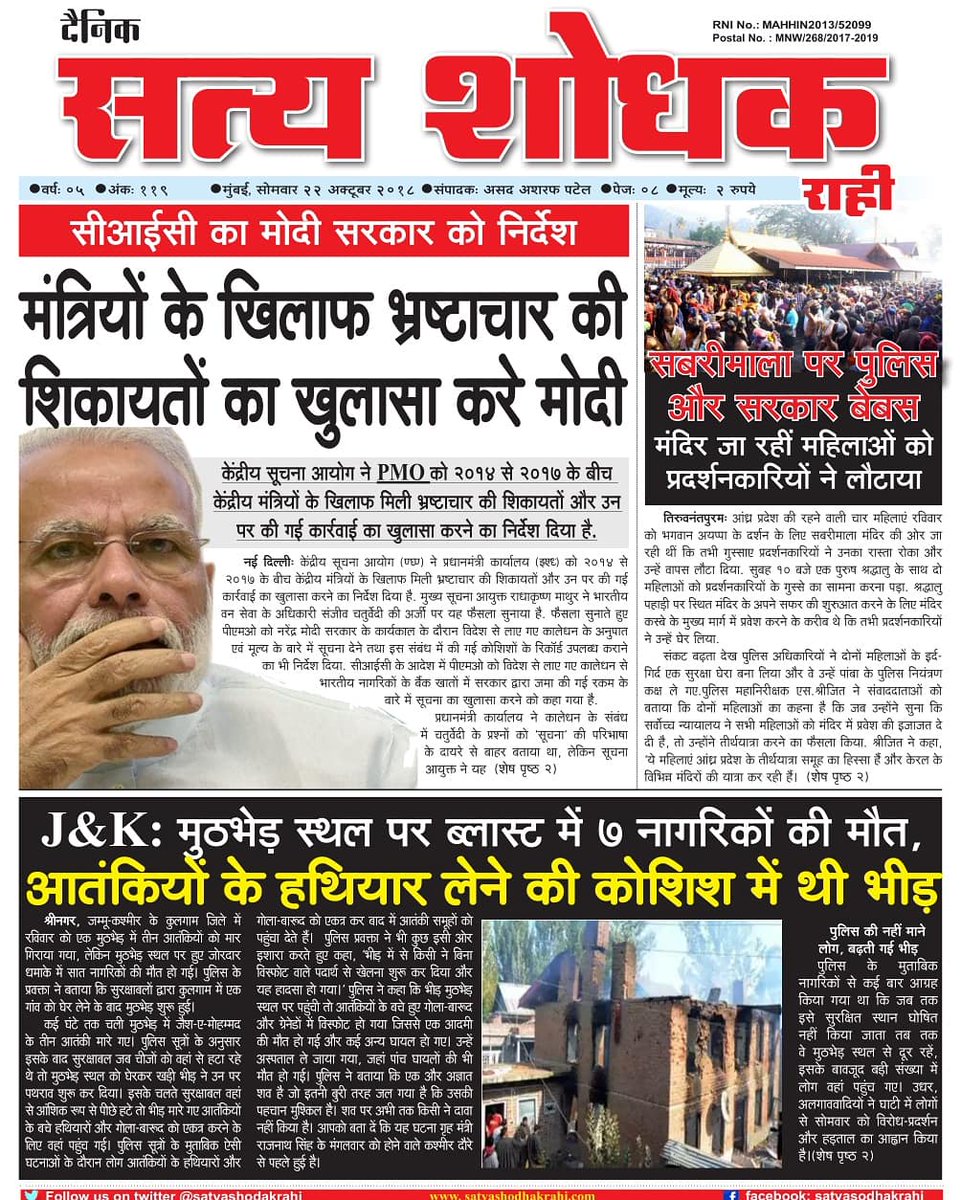 दैनिक
RNI No.: MAHHIN2013/52099
Postal No. : MNW/268/2017-2019
सत्य शोधक
राही
●वर्षः ०५ ●अंकः ११९ ●मुंबई, सोमवार २२ अक्टूबर २०१८ ●संपादकः असद अशरफ पटेल ●पेजः ०८ ●मूल्यः २ रुपये
सीआईसी का मोदी सरकार को निर्देश
मंत्रियों के खिलाफ भ्रष्टाचार की
शिकायतों का खुलासा करे मोदी
केंद्रीय सूचना आयोग ने PMO को २०१४ से २०१७ के बीच
केंद्रीय मंत्रियों के खिलाफ मिली भ्रष्टाचार की शिकायतों और उन
पर की गई कार्रवाई का खुलासा करने का निर्देश दिया है.
नई दिल्लीः केंद्रीय सूचना आयोग ने प्रधानमंत्री कार्यालय को २०१४ से
२०१७ के बीच केंद्रीय मंत्रियों के खिलाफ मिली भ्रष्टाचार की शिकायतों और उन पर की गई
कार्रवाई का खुलासा करने का निर्देश दिया है. मुख्य सूचना आयुक्त राधाकृष्ण माथुर ने भारतीय
वन सेवा के अधिकारी संजीव चतुर्वेदी की अर्जी पर यह फैसला सुनाया है. फैसला सुनाते हुए
पीएमओ को नरेंद्र मोदी सरकार के कार्यकाल के दौरान विदेश से लाए गए कालेधन के अनुपात
एवं मूल्य के बारे में सूचना देने तथा इस संबंध में की गई कोशिशों के रिकॉर्ड उपलब्ध कराने
का भी निर्देश दिया. सीआईसी के आदेश में पीएमओ को विदेश से लाए गए कालेधन से
भारतीय नागरिकों के बैंक खातों में सरकार द्वारा जमा की गई रकम के
बारे में सूचना का खुलासा करने को कहा गया है.
प्रधानमंत्री कार्यालय ने कालेधन के संबंध
में चतुर्वेदी के प्रश्नों को 'सूचना' की परिभाषा
के दायरे से बाहर बताया था, लेकिन सूचना
आयुक्त ने यह (शेष पृष्ठ २)
सबरीमाला पर पुलिस
और सरकार बेबस
मंदिर जा रहीं महिलाओं को
प्रदर्शनकारियों ने लौटाया
तिरुवनंतपुरमः आंध्र प्रदेश की रहने वाली चार महिलाएं रविवार
को भगवान अयप्पा के दर्शन के लिए सबरीमाला मंदिर की ओर जा
रही थीं कि तभी गुस्साए प्रदर्शनकारियों ने उनका रास्ता रोका और
उन्हें वापस लौटा दिया. सुबह १० बजे एक पुरुष श्रद्धालु के साथ दो
महिलाओं को प्रदर्शनकारियों के गुस्से का सामना करना पड़ा. श्रद्धालु
पहाड़ी पर स्थित मंदिर के अपने सफर की शुरुआत करने के लिए मंदिर
कस्बे के मुख्य मार्ग में प्रवेश करने के करीब थे कि तभी प्रदर्शनकारियों
ने उन्हें घेर लिया.
संकट बढ़ता देख पुलिस अधिकारियों ने दोनों महिलाओं के इर्द-
गिर्द एक सुरक्षा घेरा बना लिया और वे उन्हें पांबा के पुलिस नियंत्रण
कक्ष ले गए.पुलिस महानिरीक्षक एस.श्रीजित ने संवाददाताओं को
बताया कि दोनों महिलाओं का कहना है कि जब उन्होंने सुना कि
सर्वोच्च न्यायालय ने सभी महिलाओं को मंदिर में प्रवेश की इजाजत दे
दी है, तो उन्होंने तीर्थयात्रा करने का फैसला किया. श्रीजित ने कहा,
'ये महिलाएं आंध्र प्रदेश के तीर्थयात्रा समूह का हिस्सा हैं और केरल के
विभिन्न मंदिरों की यात्रा कर रही हैं। (शेष पृष्ठ २)
J&K: मुठभेड़ स्थल पर ब्लास्ट में ७ नागरिकों की मौत,
आतंकियों के हथियार लेने की कोशिश में थी भीड़
श्रीनगर, जम्मू-कश्मीर के कुलगाम जिले में
रविवार को एक मुठभेड़ में तीन आतंकियों को मार
गिराया गया, लेकिन मुठभेड़ स्थल पर हुए जोरदार
धमाके में सात नागरिकों की मौत हो गई। पुलिस के
प्रवक्ता ने बताया कि सुरक्षाबलों द्वारा कुलगाम में एक
गांव को घेर लेने के बाद मुठभेड़ शुरू हुई।
कई घंटे तक चली मुठभेड़ में जैश-ए-मोहम्मद
के तीन आतंकी मारे गए। पुलिस सूत्रों के अनुसार
इसके बाद सुरक्षाबल जब चीजों को वहां से हटा रहे
थे तो मुठभेड़ स्थल को घेरकर खड़ी भीड़ ने उन पर
पथराव शुरू कर दिया। इसके चलते सुरक्षाबल वहां
से आंशिक रूप से पीछे हटे तो भीड़ मारे गए आतंकियों
के बचे हथियारों और गोला-बारूद को एकत्र करने के
लिए वहां पहुंच गई। पुलिस सूत्रों के मुताबिक ऐसी
घटनाओं के दौरान लोग आतंकियों के हथियारों और
गोला-बारूद को एकत्र कर बाद में आतंकी समूहों को
पहुंचा देते हैं। पुलिस प्रवक्ता ने भी कुछ इसी ओर
इशारा करते हुए कहा, 'भीड़ में से किसी ने बिना
विस्फोट वाले पदार्थ से खेलना शुरू कर दिया और
यह हादसा हो गया।' पुलिस ने कहा कि भीड़ मुठभेड़
स्थल पर पहुंची तो आतंकियों के बचे हुए गोला-बारूद
और ग्रेनेडों में विस्फोट हो गया जिससे एक आदमी
की मौत हो गई और कई अन्य घायल हो गए। उन्हें
अस्पताल ले जाया गया, जहां पांच घायलों की भी
मौत हो गई। पुलिस ने बताया कि एक और अज्ञात
शव है जो इतनी बुरी तरह जल गया है कि उसकी
पहचान मुश्किल है। शव पर अभी तक किसी ने दावा
नहीं किया है। आपको बता दें कि यह घटना गृह मंत्री
राजनाथ सिंह के मंगलवार को होने वाले कश्मीर दौरे
से पहले हुई है।
पुलिस की नहीं माने
लोग, बढ़ती गई भीड़
पुलिस के मुताबिक
नागरिकों से कई बार आग्रह
किया गया था कि जब तक
इसे सुरक्षित स्थान घोषित
नहीं किया जाता तब तक
वे मुठभेड़ स्थल से दूर रहें,
इसके बावजूद बड़ी संख्या में
लोग वहां पहुंच गए। उधर,
अलगाववादियों ने घाटी में लोगों
से सोमवार को विरोध-प्रदर्शन
और हड़ताल का आह्वान किया
है।(शेष पृष्ठ २)
Follow us on twitter @satyashodakrahi
www.satyashodhakrahi.com
facebook: satyasodhakrahi